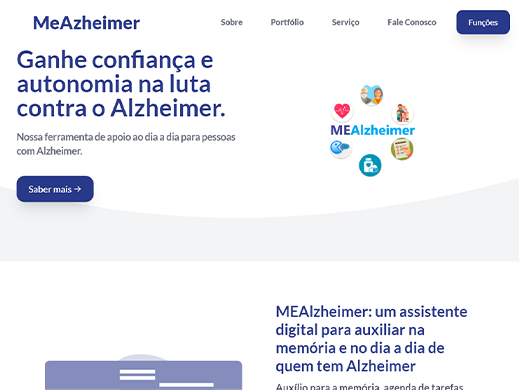 MeAzheimer
Sobre
Portfólio
Serviço
Fale Conosco
Funções
Ganhe confiança e
autonomia na luta
contra o Alzheimer.
Nossa ferramenta de apoio ao dia a dia para pessoas
com Alzheimer.
Saber mais →
MEAlzheimer
MEAlzheimer: um assistente
digital para auxiliar na
memória e no dia a dia de
quem tem Alzheimer
Auxílio para a memória, agenda de tarefas